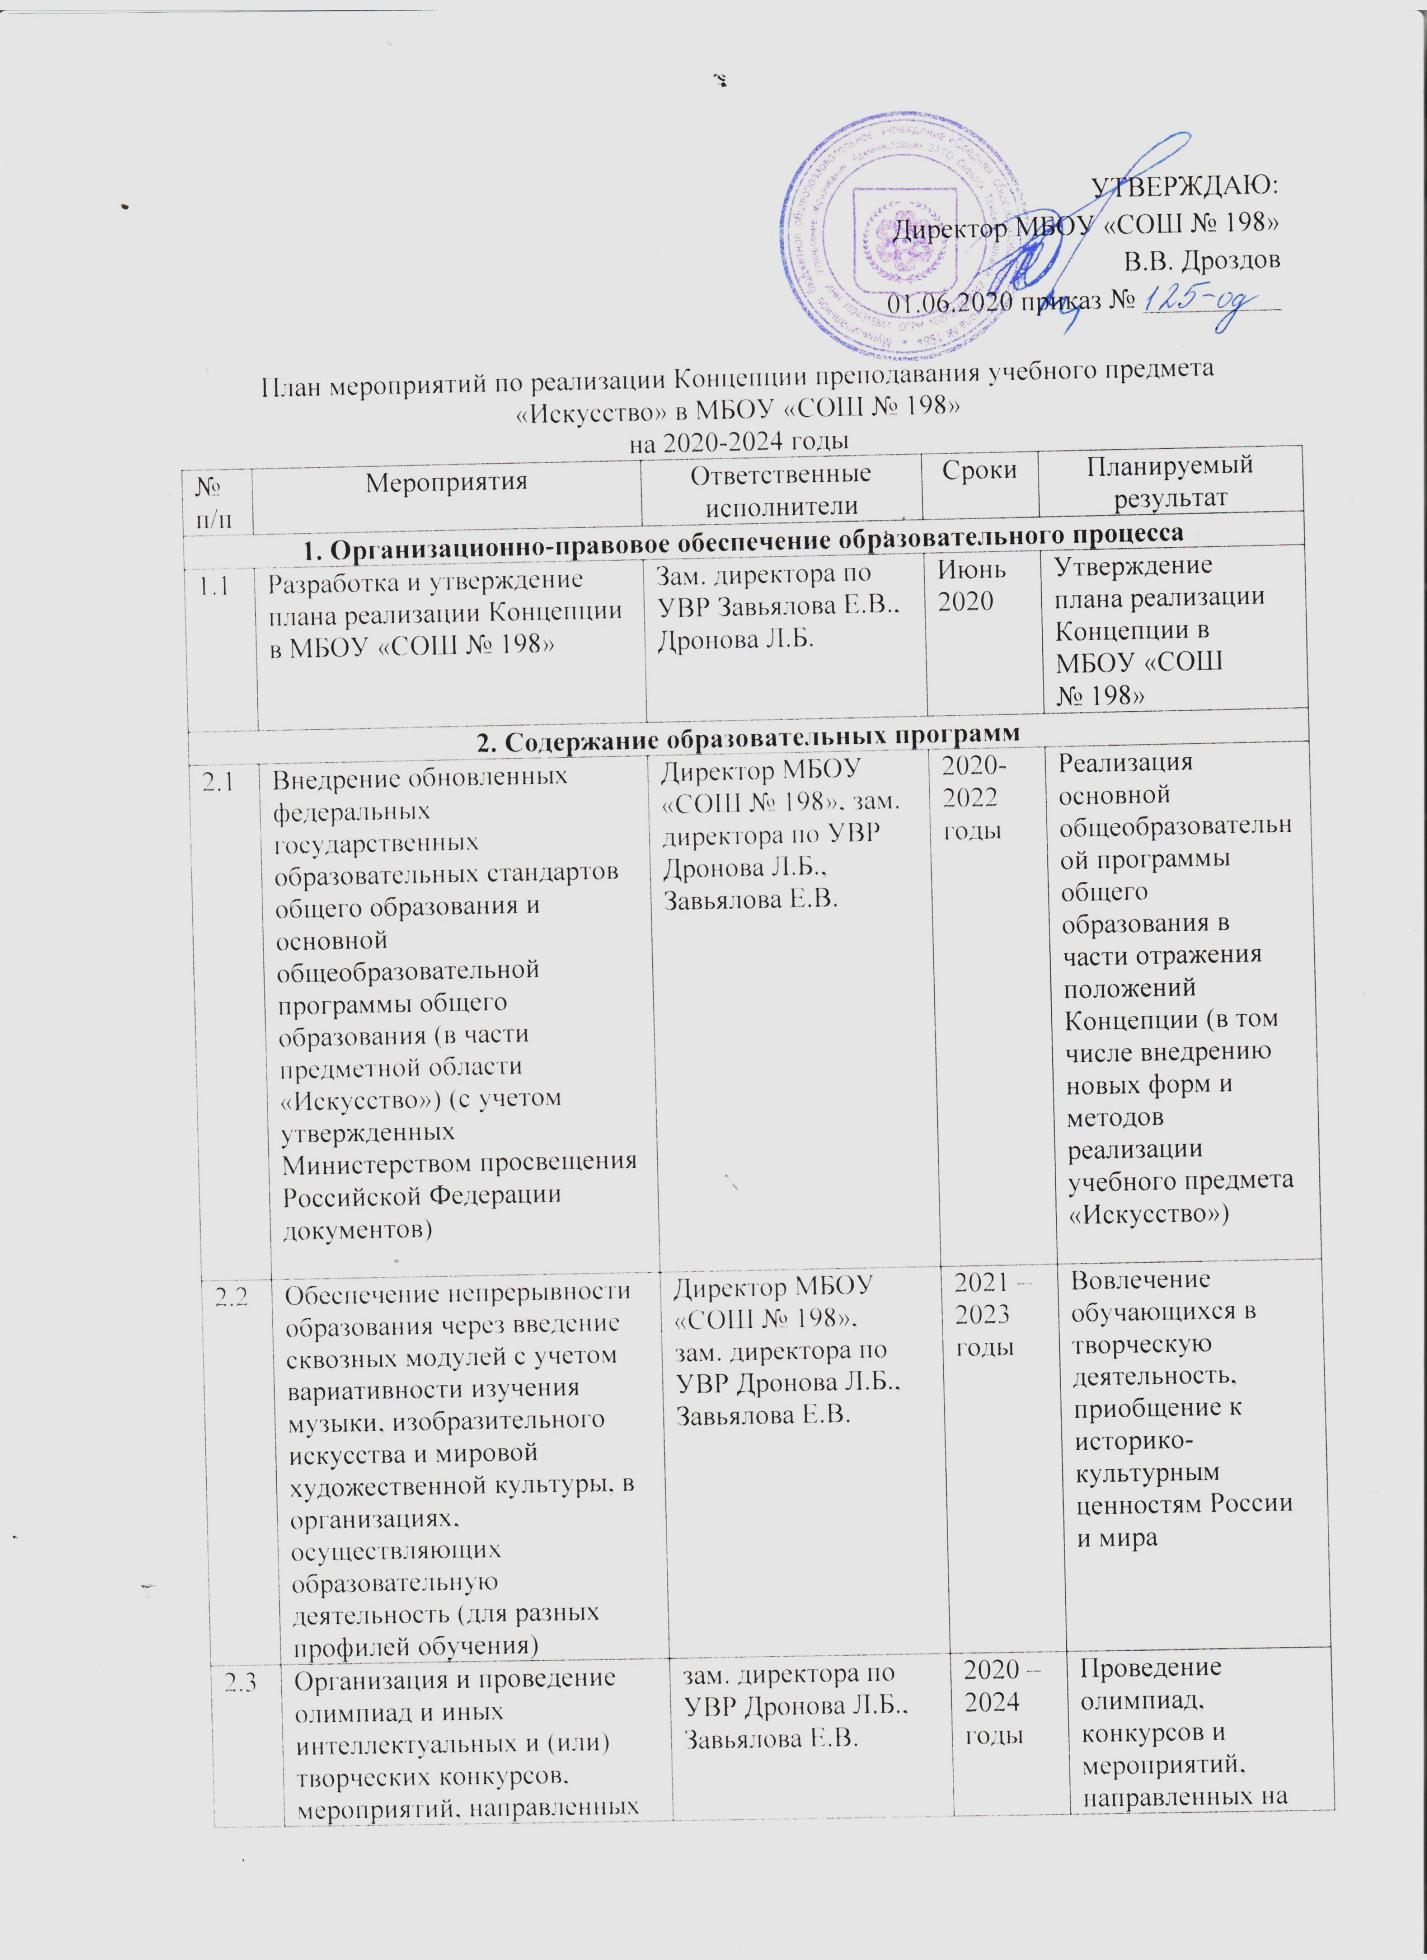 УТВЕРЖДАЮ:
Директор МБОУ «СОШ № 198»
В.В. Дроздов
01.06.2020 приказ № 125-од
План мероприятий по реализации Концепции преподавания учебного предмета
«Искусство» в МБОУ «СОШ № 198»
на 2020-2024 годы
№
п/п
Мероприятия
Ответственные
исполнители
Сроки
Планируемый
результат
1. Организационно-правовое обеспечение образовательного процесса
1.1
Разработка и утверждение
плана реализации Концепции
в МБОУ «СОШ № 198»
Зам. директора по
УВР Завьялова Е.В.,
Дронова Л.Б.
Июнь
2020
Утверждение
плана реализации
Концепции в
МБОУ «СОШ
№ 198»
2. Содержание образовательных программ
2.1
Внедрение обновленных
федеральных
государственных
образовательных стандартов
общего образования и
основной
общеобразовательной
программы общего
образования (в части
предметной области
«Искусство») (с учетом
утвержденных
Министерством просвещения
Российской Федерации
документов)
Директор МБОУ
«СОШ № 198», зам.
директора по УВР
Дронова Л.Б.,
Завьялова Е.В.
2020-
2022
годы
Реализация
основной
общеобразовательн
ой программы
общего
образования в
части отражения
положений
Концепции (в том
числе внедрению
новых форм и
методов
реализации
учебного предмета
«Искусство»)
2.2
Обеспечение непрерывности
образования через введение
сквозных модулей с учетом
вариативности изучения
музыки, изобразительного
искусства и мировой
художественной культуры, в
организациях,
осуществляющих
образовательную
деятельность (для разных
профилей обучения)
Директор МБОУ
«СОШ № 198»,
зам. директора по
УВР Дронова Л.Б.,
Завьялова Е.В.
2021 –
2023
годы
Вовлечение
обучающихся в
творческую
деятельность,
приобщение к
историко-
культурным
ценностям России
и мира
2.3
Организация и проведение
олимпиад и иных
интеллектуальных и (или)
творческих конкурсов,
мероприятий, направленных
зам. директора по
УВР Дронова Л.Б.,
Завьялова Е.В.
2020 –
2024
годы
Проведение
олимпиад,
конкурсов и
мероприятий,
направленных на